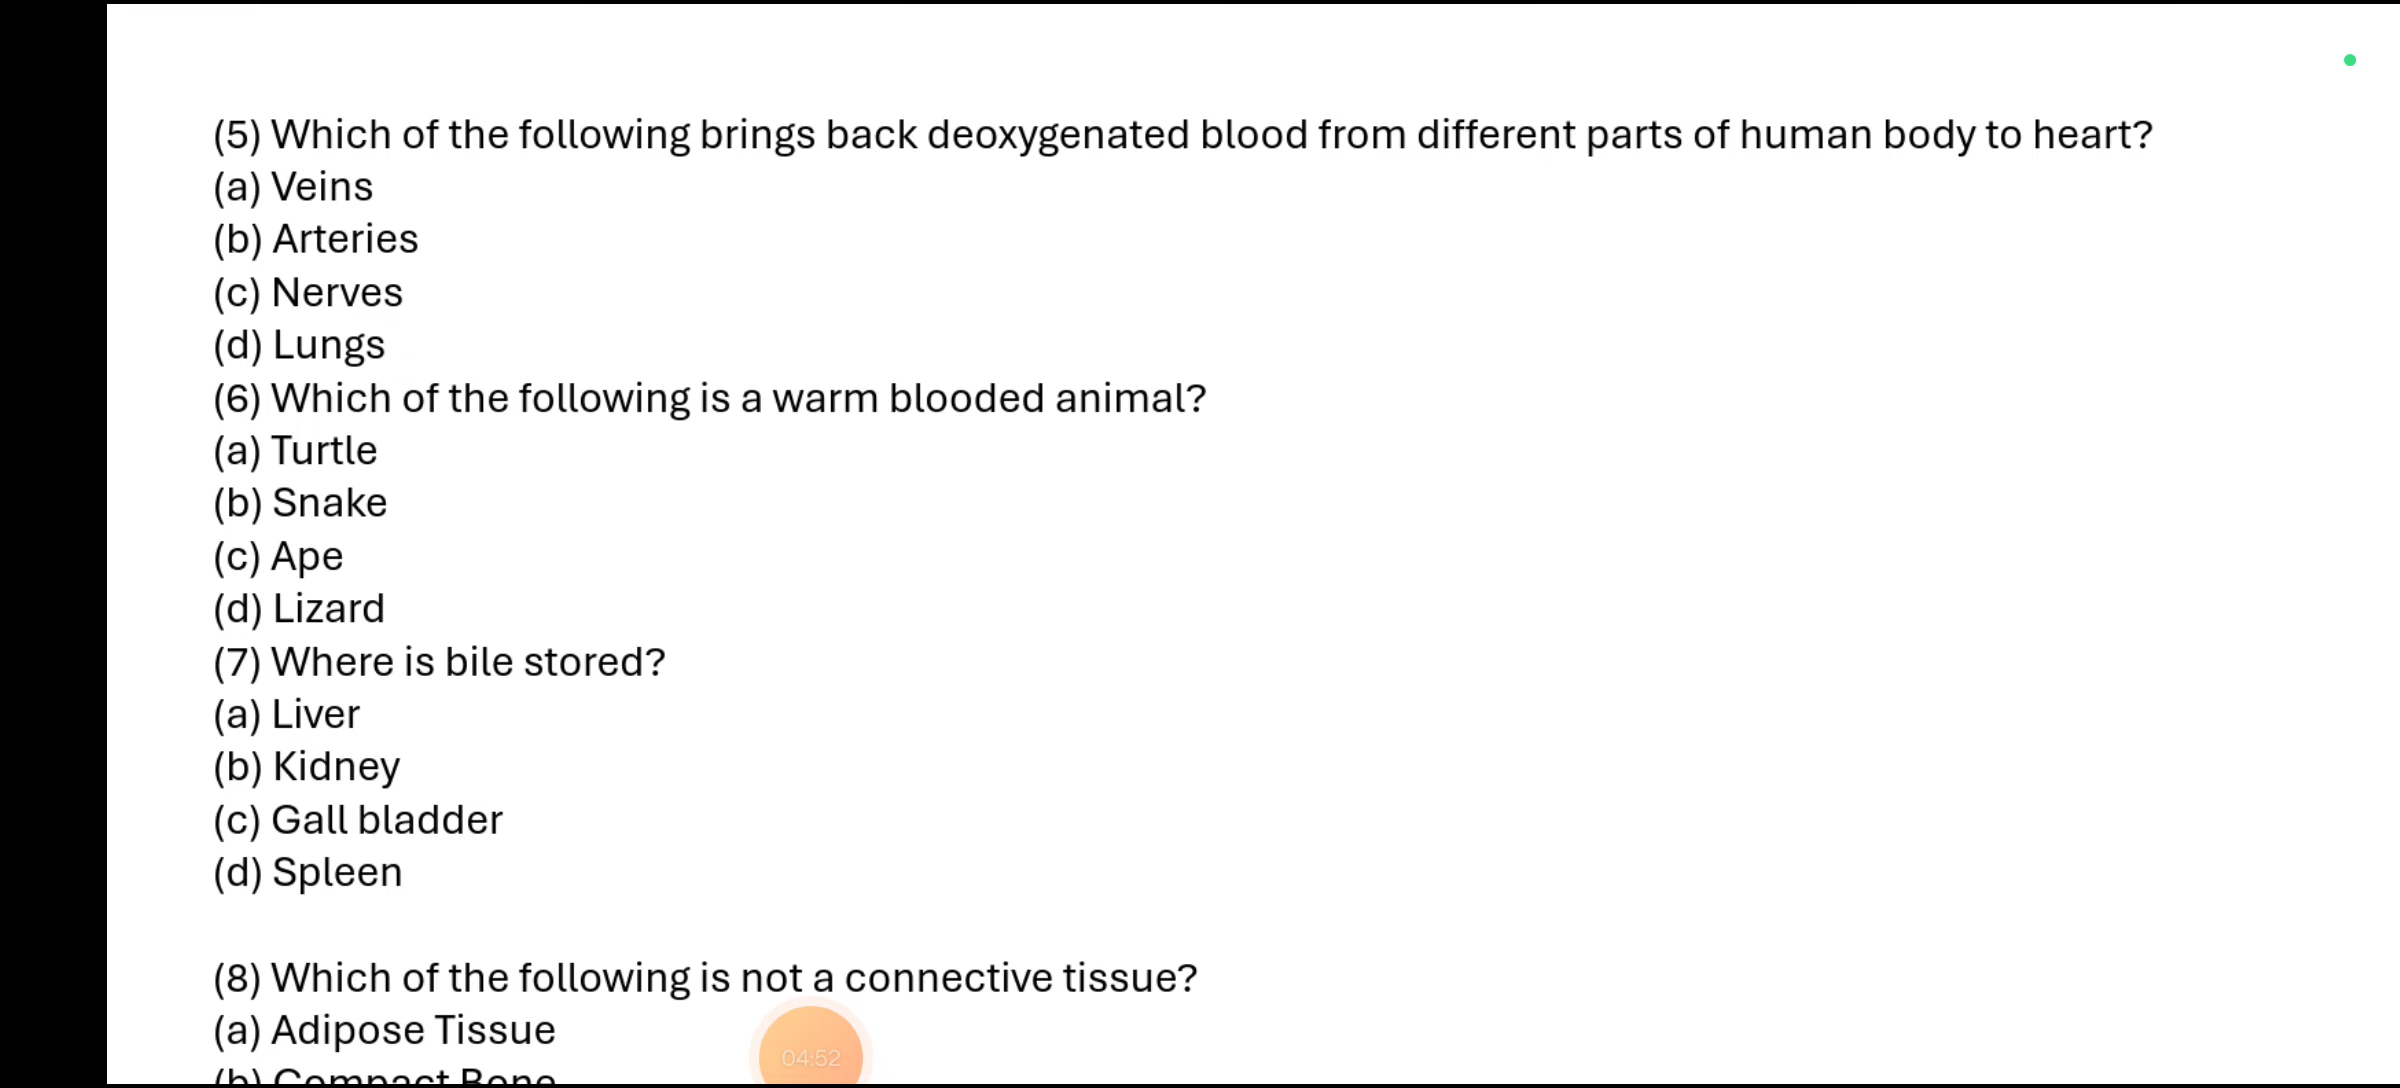 (5) Which of the following brings back deoxygenated blood from different parts of human body to heart?
(a) Veins
(b) Arteries
(c) Nerves
(d) Lungs
(6) Which of the following is a warm blooded animal?
(a) Turtle
(b) Snake
(c) Ape
(d) Lizard
(7) Where is bile stored?
(a) Liver
(b) Kidney
(c) Gall bladder
(d) Spleen
(8) Which of the following is not a connective tissue?
(a) Adipose Tissue
04:52
(b) Compact Bone